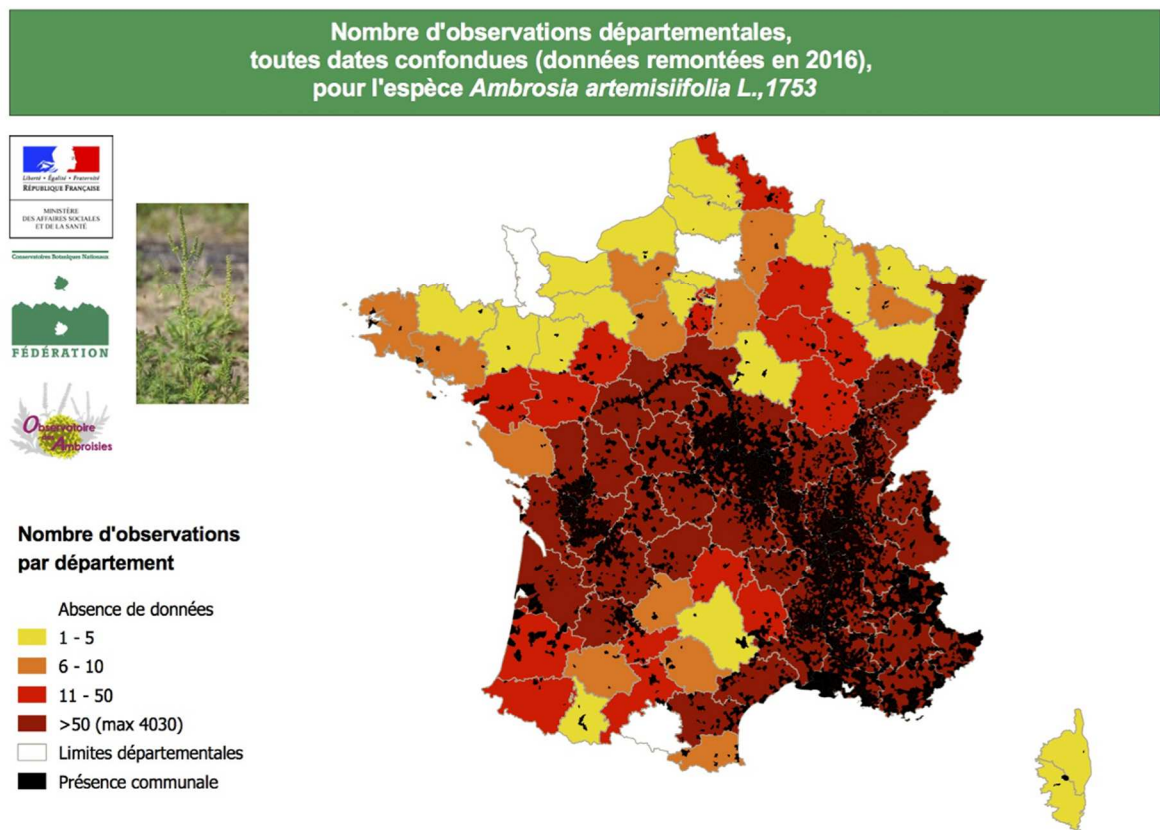 Nombre d'observations départementales,
toutes dates confondues (données remontées en 2016),
pour l'espèce Ambrosia artemisiifolia L.,1753
Liberté • Égalité • Fraternité
RÉPUBLIQUE FRANÇAISE
MINISTÈRE
DES AFFAIRES SOCIALES
ET DE LA SANTÉ
Conservatoires Botaniques Nationaux
FÉDÉRATION
Observatoire
des
Ambroisies
Nombre d'observations
par département
Absence de données
1 - 5
6 - 10
11 - 50
>50 (max 4030)
Limites départementales
Présence communale